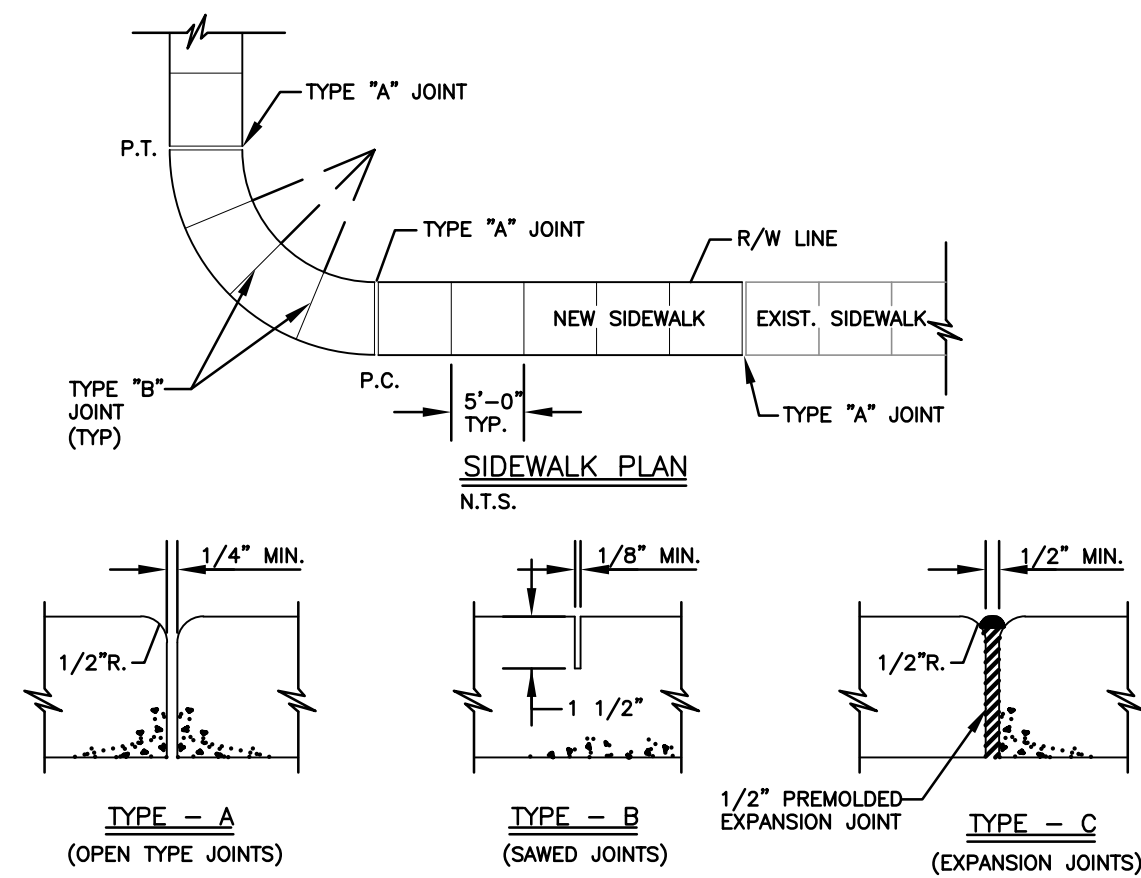 TYPE "A" JOINT
P.T.
TYPE "A" JOINT
R/W LINE
NEW SIDEWALK
EXIST. SIDEWALK
P.C.
TYPE "B"
JOINT
(TYP)
5'-0"
TYP.
TYPE "A" JOINT
SIDEWALK PLAN
N.T.S.
1/4" MIN.
1/2"R.
TYPE - A
(OPEN TYPE JOINTS)
1/8" MIN.
1 1/2"
TYPE - B
(SAWED JOINTS)
1/2" MIN.
1/2"R.
1/2" PREMOLDED
EXPANSION JOINT
TYPE - C
(EXPANSION JOINTS)